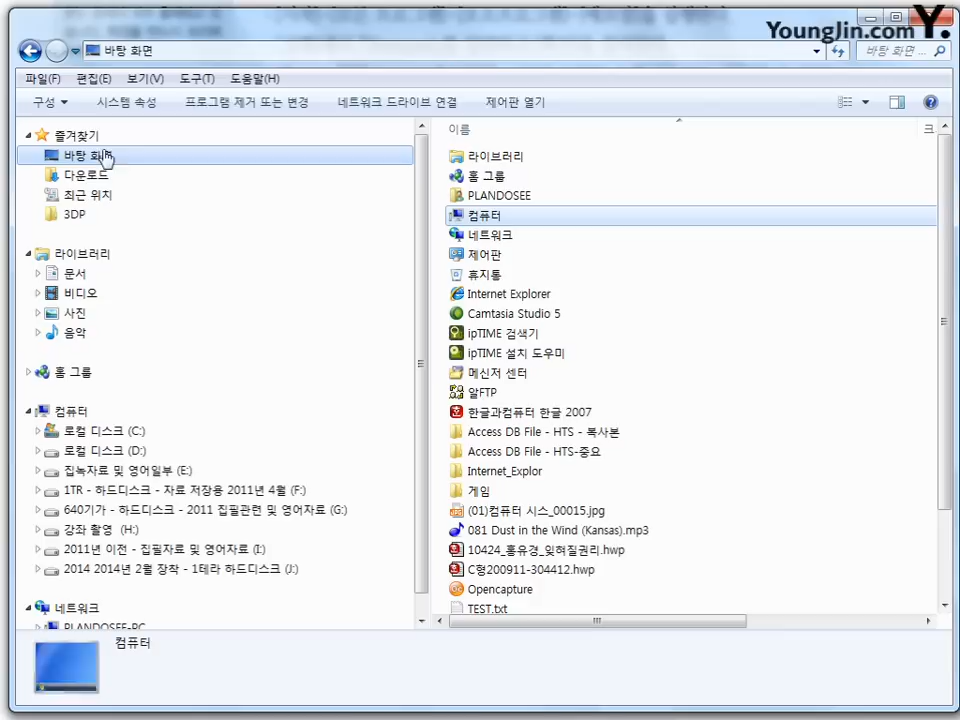 YoungJin.com Y.
바탕 화면
바탕 화면 ...
파일(F) 편집(E) 보기(V) 도구(T) 도움말(H)
구성 시스템 속성 프로그램 제거 또는 변경 네트워크 드라이브 연결 제어판 열기
즐겨찾기
바탕 화면
다운로드
최근 위치
3DP
라이브러리
문서
비디오
사진
음악
홈 그룹
컴퓨터
로컬 디스크 (C:)
로컬 디스크 (D:)
집녹자료 및 영어일부 (E:)
1TR - 하드디스크 - 자료 저장용 2011년 4월 (F:)
640기가 - 하드디스크 - 2011 집필관련 및 영어자료 (G:)
강좌 촬영 (H:)
2011년 이전 - 집필자료 및 영어자료 (I:)
2014 2014년 2월 장착 - 1테라 하드디스크 (J:)
네트워크
PLANDOSEE-PC
이름
크
라이브러리
홈 그룹
PLANDOSEE
컴퓨터
네트워크
제어판
휴지통
Internet Explorer
Camtasia Studio 5
ipTIME 검색기
ipTIME 설치 도우미
메신저 센터
알FTP
한글과컴퓨터 한글 2007
Access DB File - HTS - 복사본
Access DB File - HTS-중요
Internet_Explor
게임
(01)컴퓨터 시스_00015.jpg
081 Dust in the Wind (Kansas).mp3
10424_홍유경_잊혀질권리.hwp
C형200911-304412.hwp
Opencapture
TEST.txt
컴퓨터